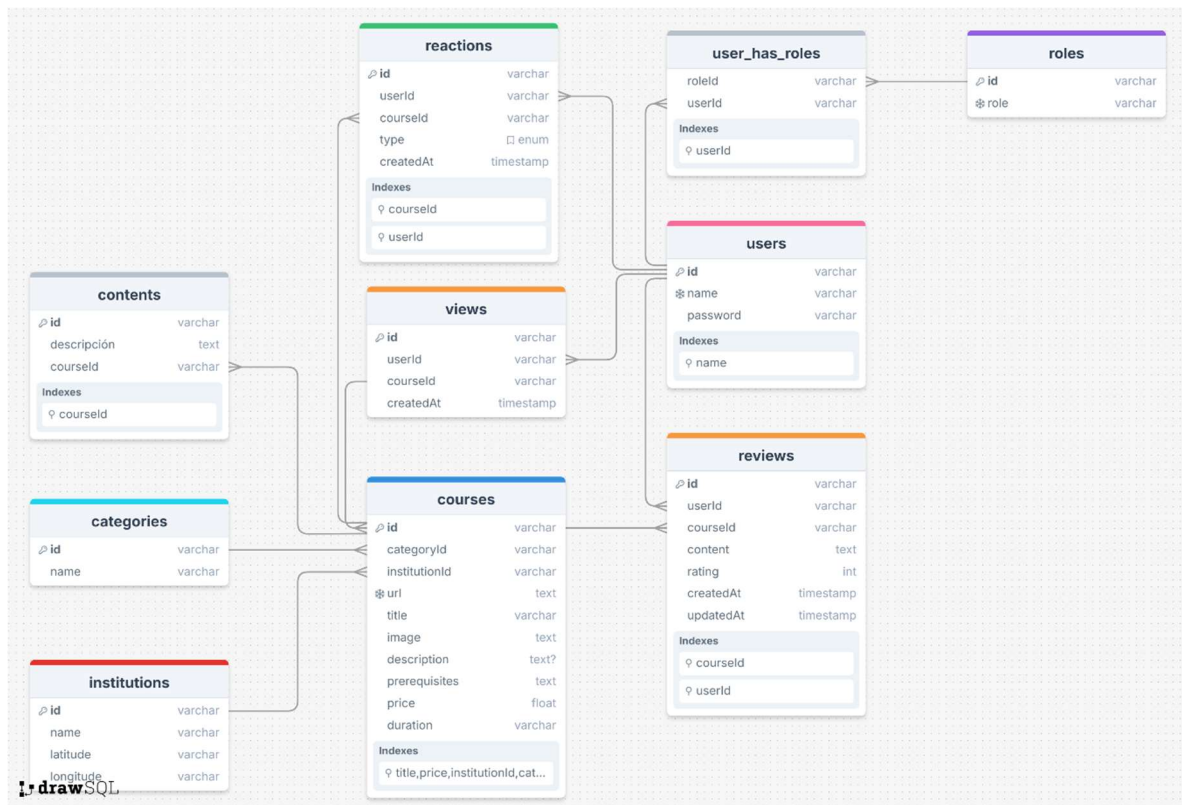 reactions
id varchar
userId varchar
courseId varchar
type enum
createdAt timestamp
Indexes
courseId
userId
user_has_roles
roleId varchar
userId varchar
Indexes
userId
roles
id varchar
role varchar
users
id varchar
name varchar
password varchar
Indexes
name
contents
id varchar
descripción text
courseId varchar
Indexes
courseId
views
id varchar
userId varchar
courseId varchar
createdAt timestamp
categories
id varchar
name varchar
courses
id varchar
categoryId varchar
institutionId varchar
url text
title varchar
image text
description text?
prerequisites text
price float
duration varchar
Indexes
title,price,institutionId,cat...
reviews
id varchar
userId varchar
courseId varchar
content text
rating int
createdAt timestamp
updatedAt timestamp
Indexes
courseId
userId
institutions
id varchar
name varchar
latitude varchar
longitude varchar
drawSQL